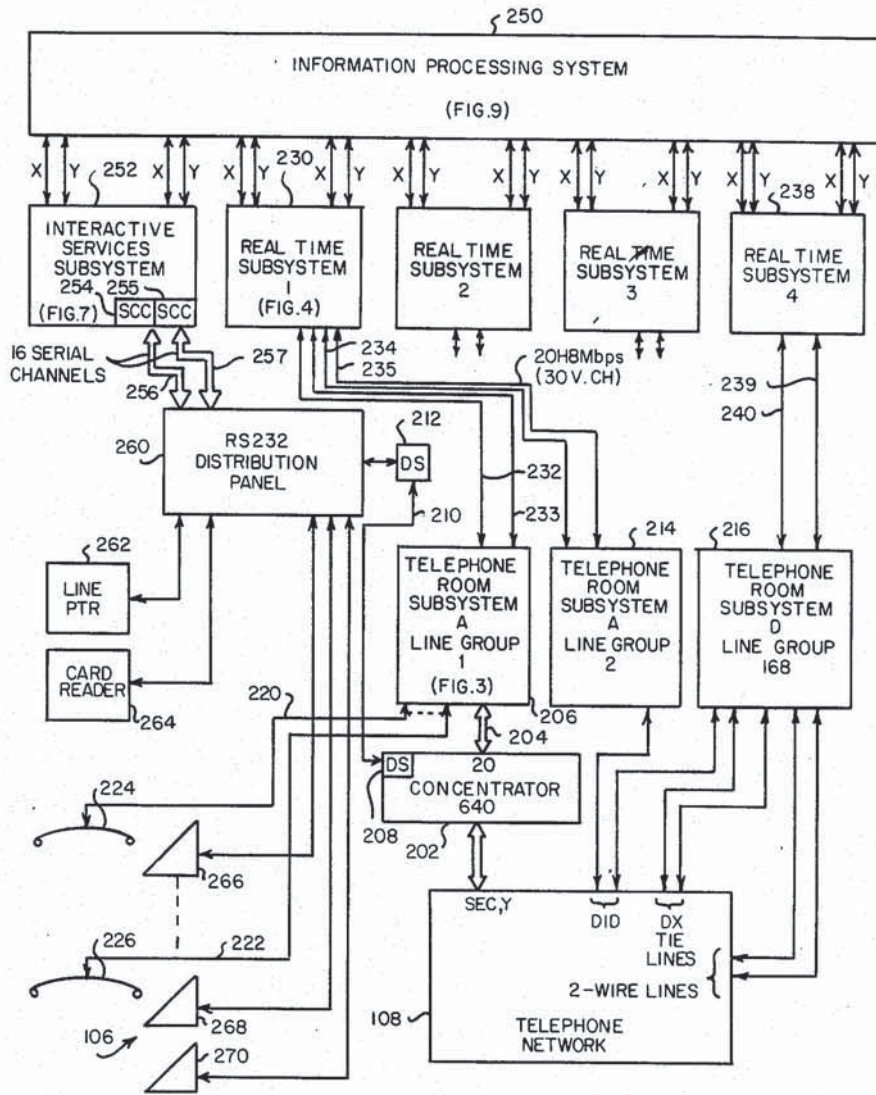 250
INFORMATION PROCESSING SYSTEM
(FIG.9)
X Y X Y X Y X Y X Y X Y X Y X Y X Y X Y
252
230
238
INTERACTIVE
SERVICES
SUBSYSTEM
(FIG.7)
254
255
SCC SCC
REAL TIME
SUBSYSTEM
1
(FIG.4)
REAL TIME
SUBSYSTEM
2
REAL TIME
SUBSYSTEM
3
REAL TIME
SUBSYSTEM
4
16 SERIAL
CHANNELS
256
257
234
235
20H8Mbps
(30 V. CH)
239
240
260
RS232
DISTRIBUTION
PANEL
212
DS
210
232
233
214
216
262
LINE
PTR
CARD
READER
264
TELEPHONE
ROOM
SUBSYSTEM
A
LINE GROUP
1
(FIG.3)
TELEPHONE
ROOM
SUBSYSTEM
A
LINE GROUP
2
TELEPHONE
ROOM
SUBSYSTEM
D
LINE GROUP
168
220
206
204
DS
20
CONCENTRATOR
640
208
202
224
266
226
222
SEC,Y
DID
DX
TIE
LINES
2-WIRE LINES
108
TELEPHONE
NETWORK
268
106
270